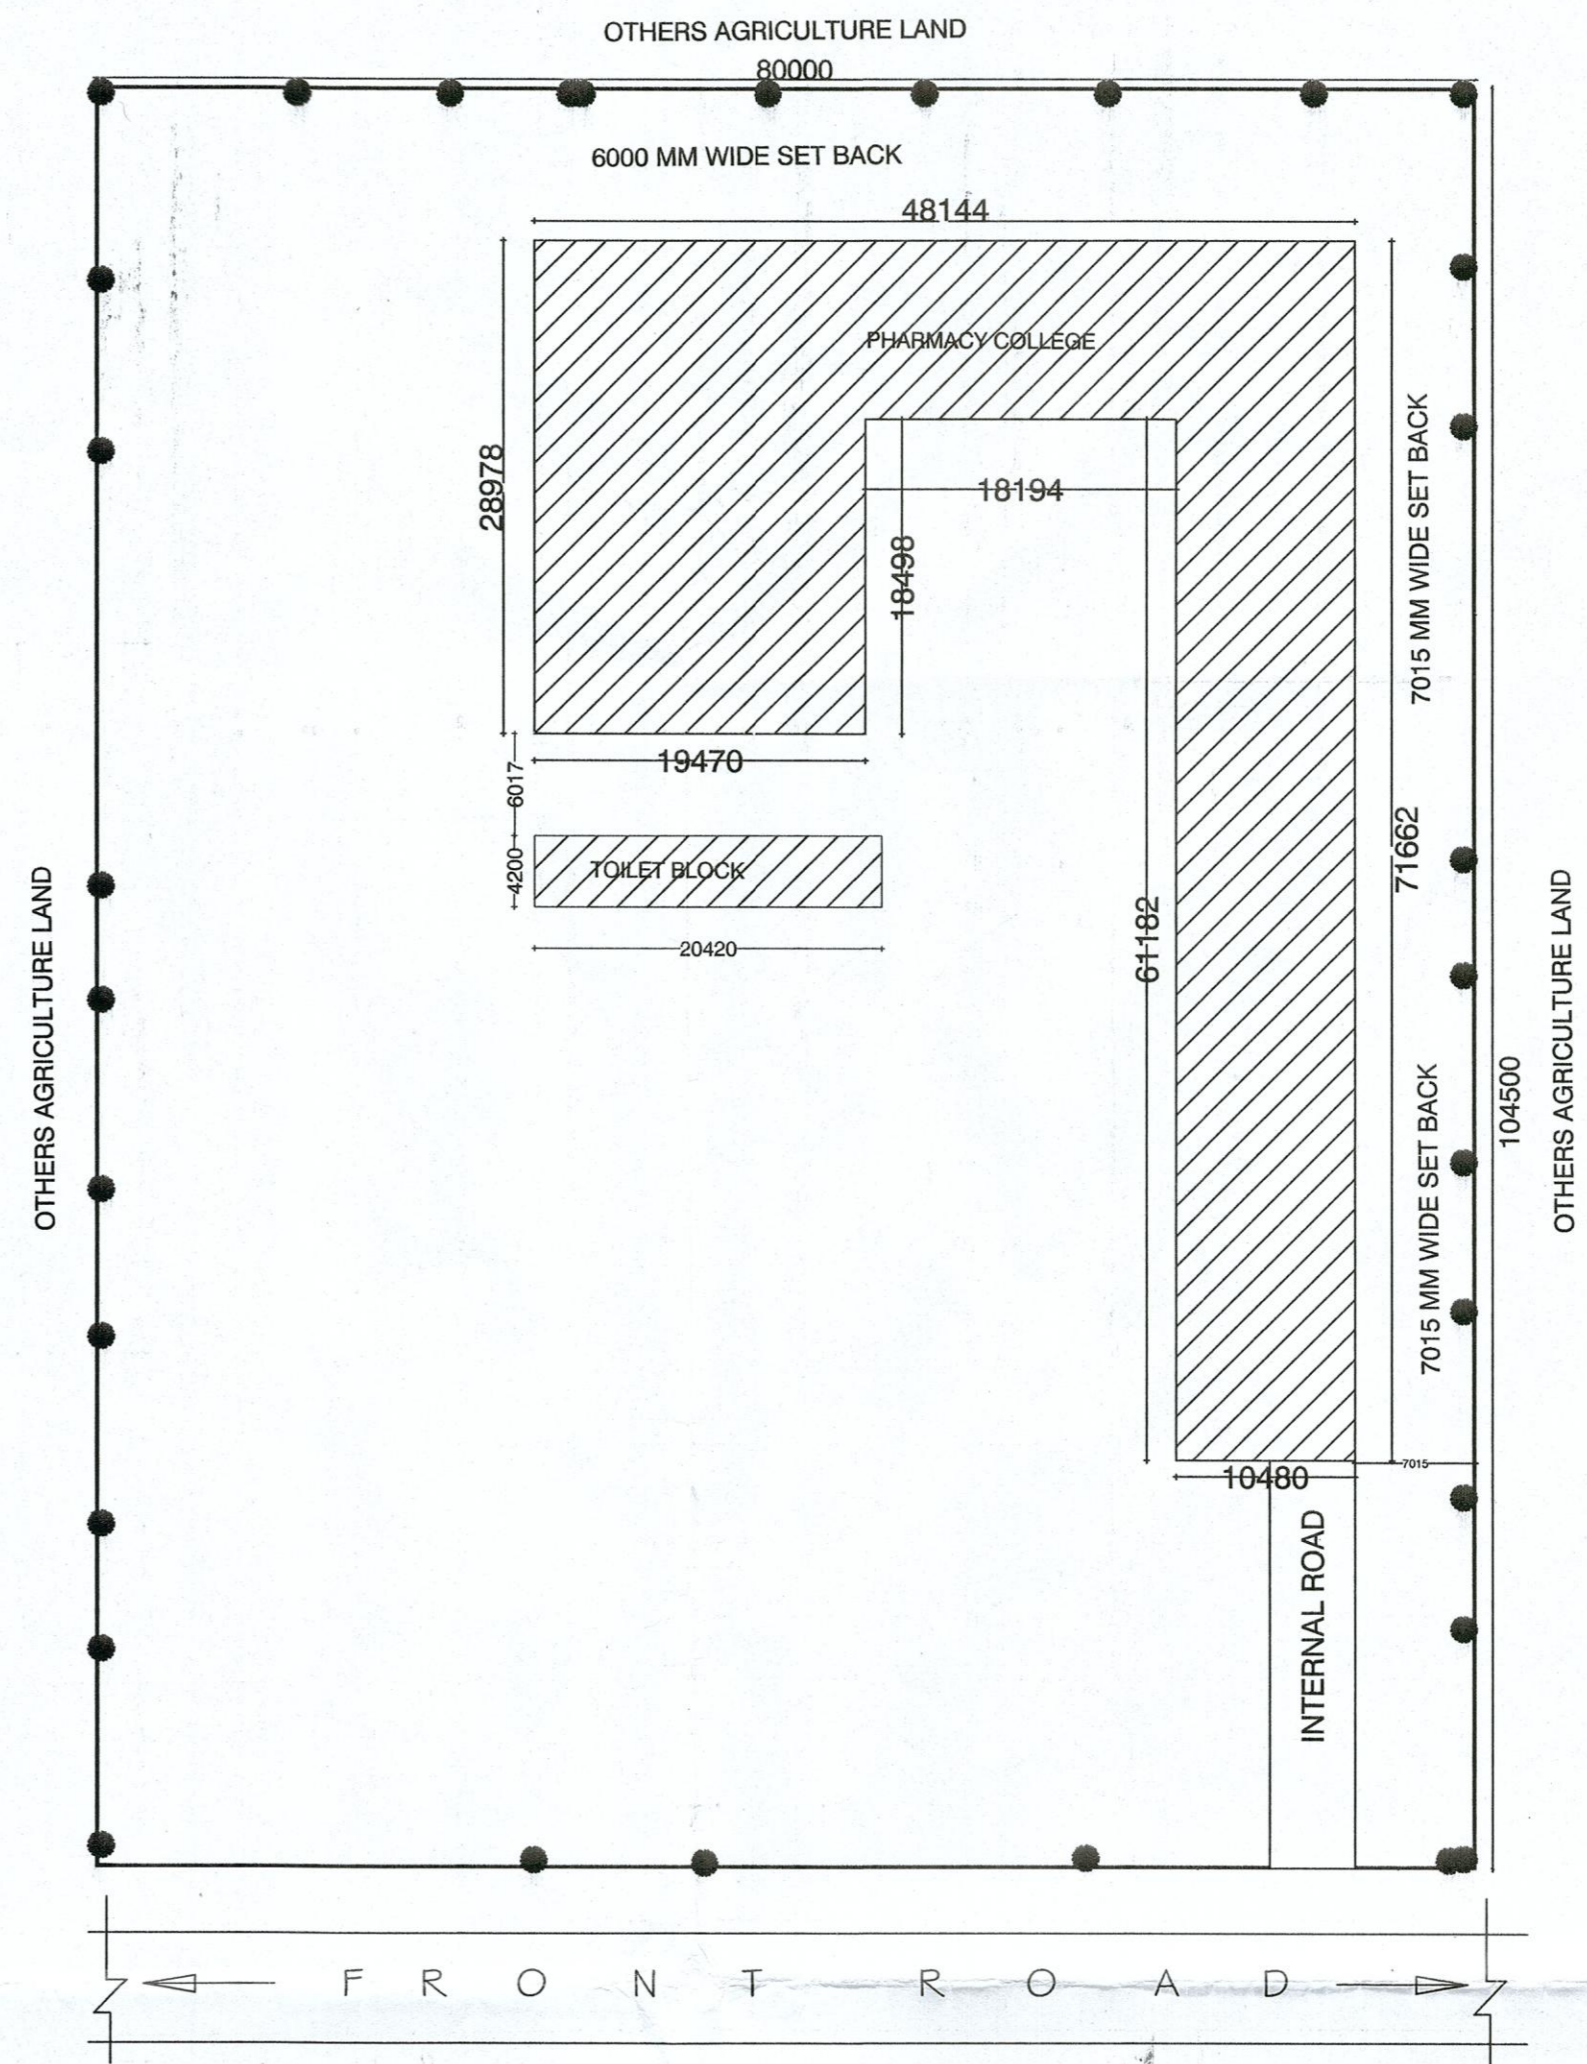 OTHERS AGRICULTURE LAND
80000
6000 MM WIDE SET BACK
48144
PHARMACY COLLEGE
28978
18194
18498
7015 MM WIDE SET BACK
19470
6017
4200
TOILET BLOCK
20420
71662
61182
OTHERS AGRICULTURE LAND
OTHERS AGRICULTURE LAND
104500
7015 MM WIDE SET BACK
7015
10480
INTERNAL ROAD
FRONT ROAD